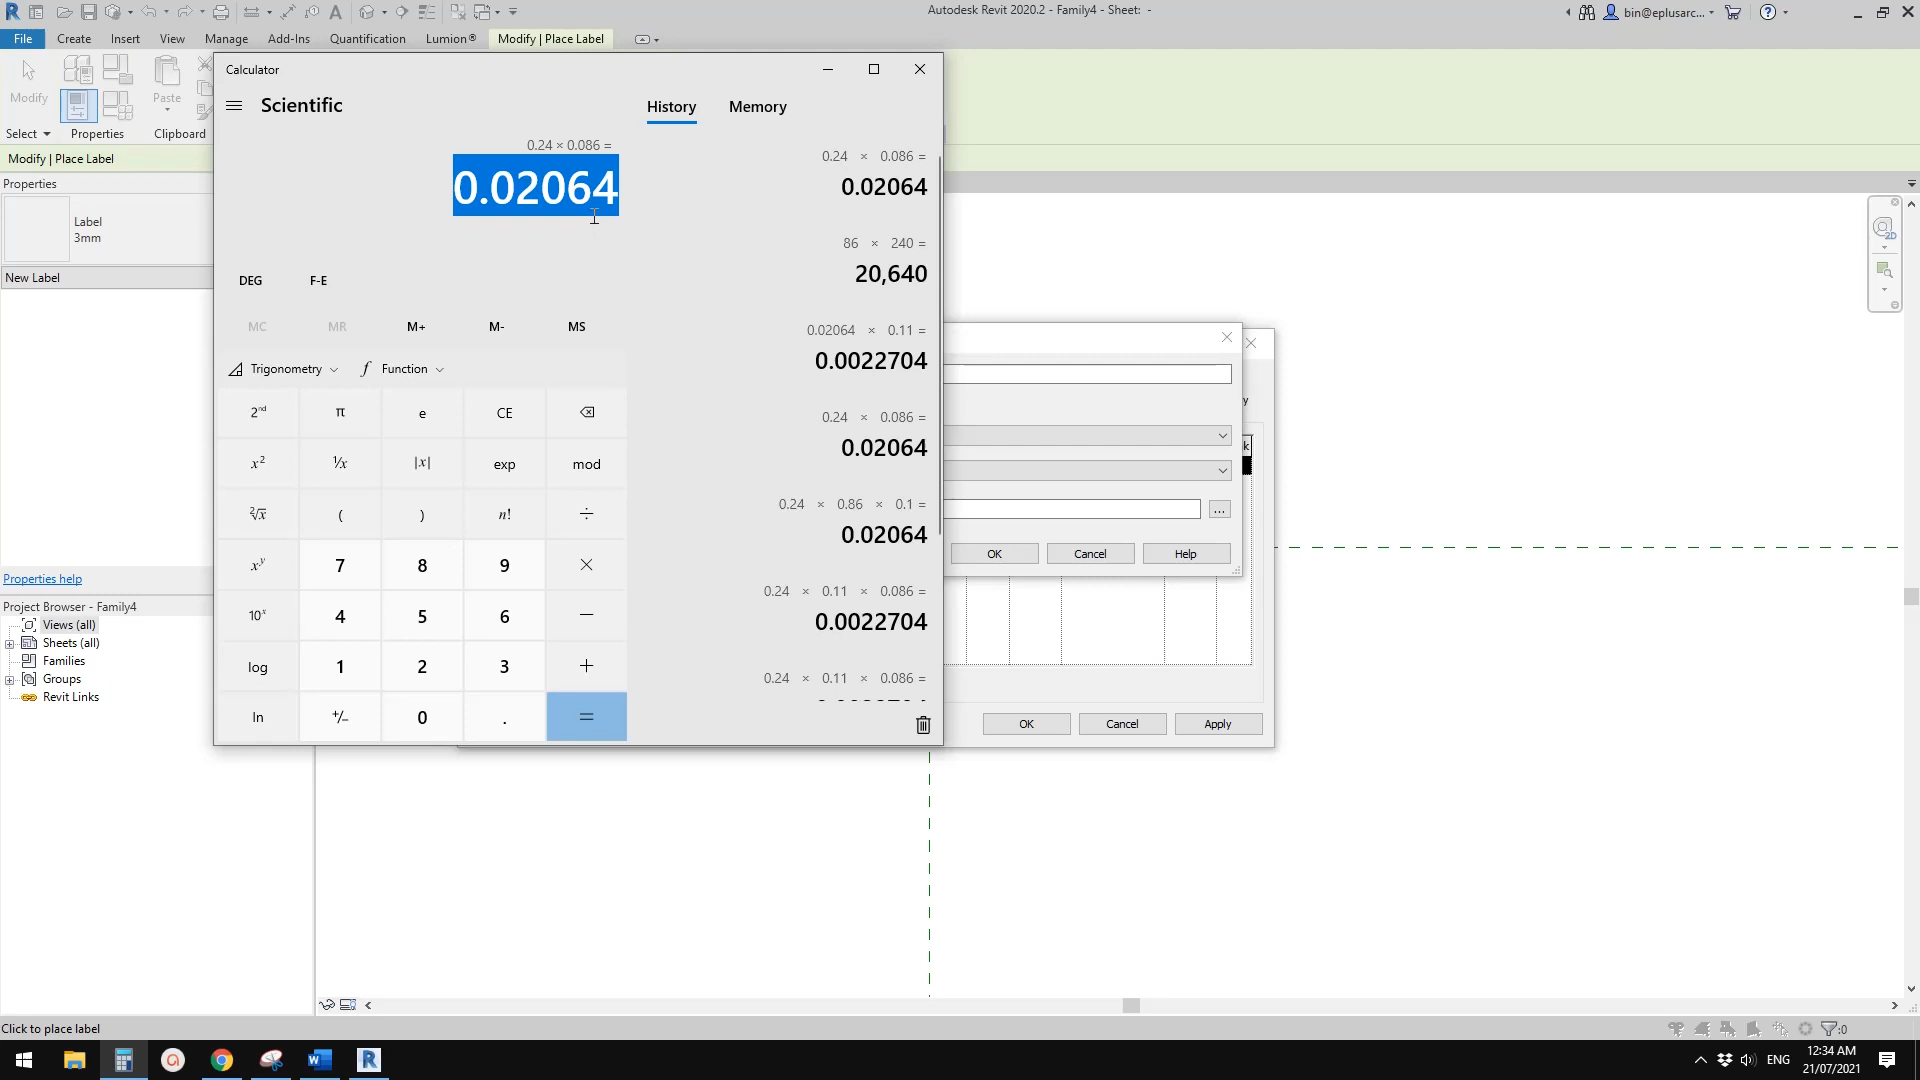 Autodesk Revit 2020.2 - Family4 - Sheet: -
bin@eplusarc...
File Create Insert View Manage Add-Ins Quantification Lumion® Modify | Place Label
Modify
Paste
Select Properties Clipboard
Modify | Place Label
Properties
Label
3mm
New Label
Properties help
Project Browser - Family4
Views (all)
Sheets (all)
Families
Groups
Revit Links
Calculator
Scientific
0.24 × 0.086 =
0.02064
DEG F-E
MC MR M+ M- MS
Trigonometry Function
2nd π e CE
x² ⅟x |x| exp mod
²√x ( ) n! ÷
xʸ 7 8 9 ×
10ˣ 4 5 6 −
log 1 2 3 +
ln +/− 0 . =
History Memory
0.24 × 0.086 =
0.02064
86 × 240 =
20,640
0.02064 × 0.11 =
0.0022704
0.24 × 0.086 =
0.02064
0.24 × 0.86 × 0.1 =
0.02064
0.24 × 0.11 × 0.086 =
0.0022704
0.24 × 0.11 × 0.086 =
y
k
...
OK Cancel Help
OK Cancel Apply
2D
Click to place label
:0
ENG
12:34 AM
21/07/2021